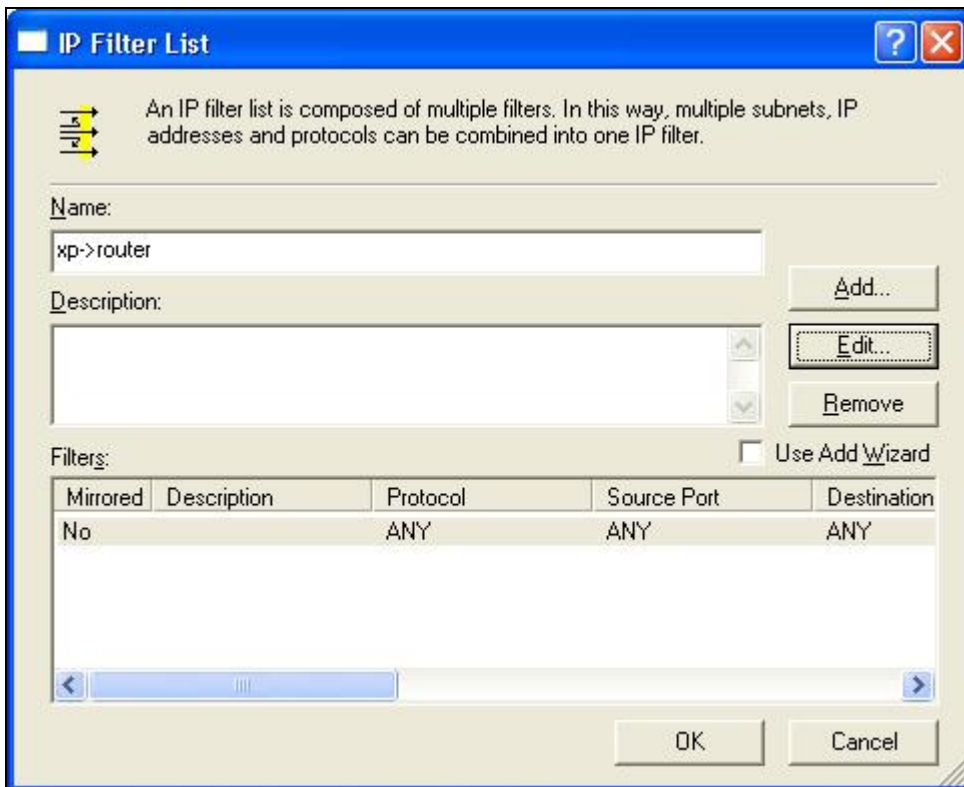 IP Filter List
An IP filter list is composed of multiple filters. In this way, multiple subnets, IP
addresses and protocols can be combined into one IP filter.
Name:
xp->router
Add...
Description:
Edit...
Remove
Filters:
Use Add Wizard
Mirrored Description Protocol Source Port Destination
No ANY ANY ANY
OK Cancel